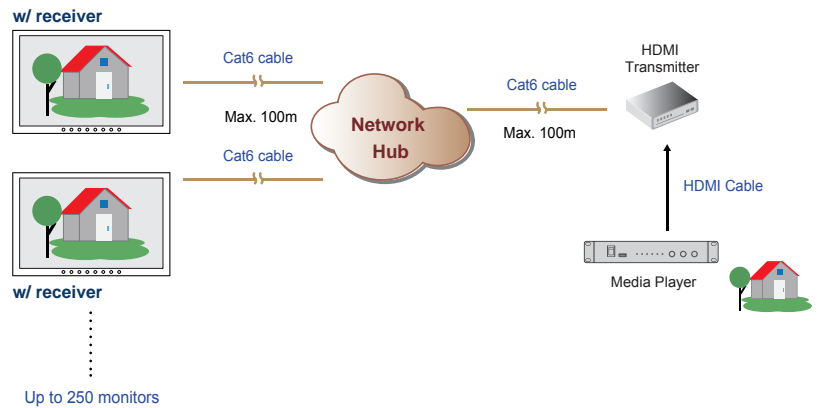 w/ receiver
Cat6 cable
Max. 100m
Cat6 cable
w/ receiver
Up to 250 monitors
Network
Hub
Cat6 cable
Max. 100m
HDMI
Transmitter
HDMI Cable
Media Player